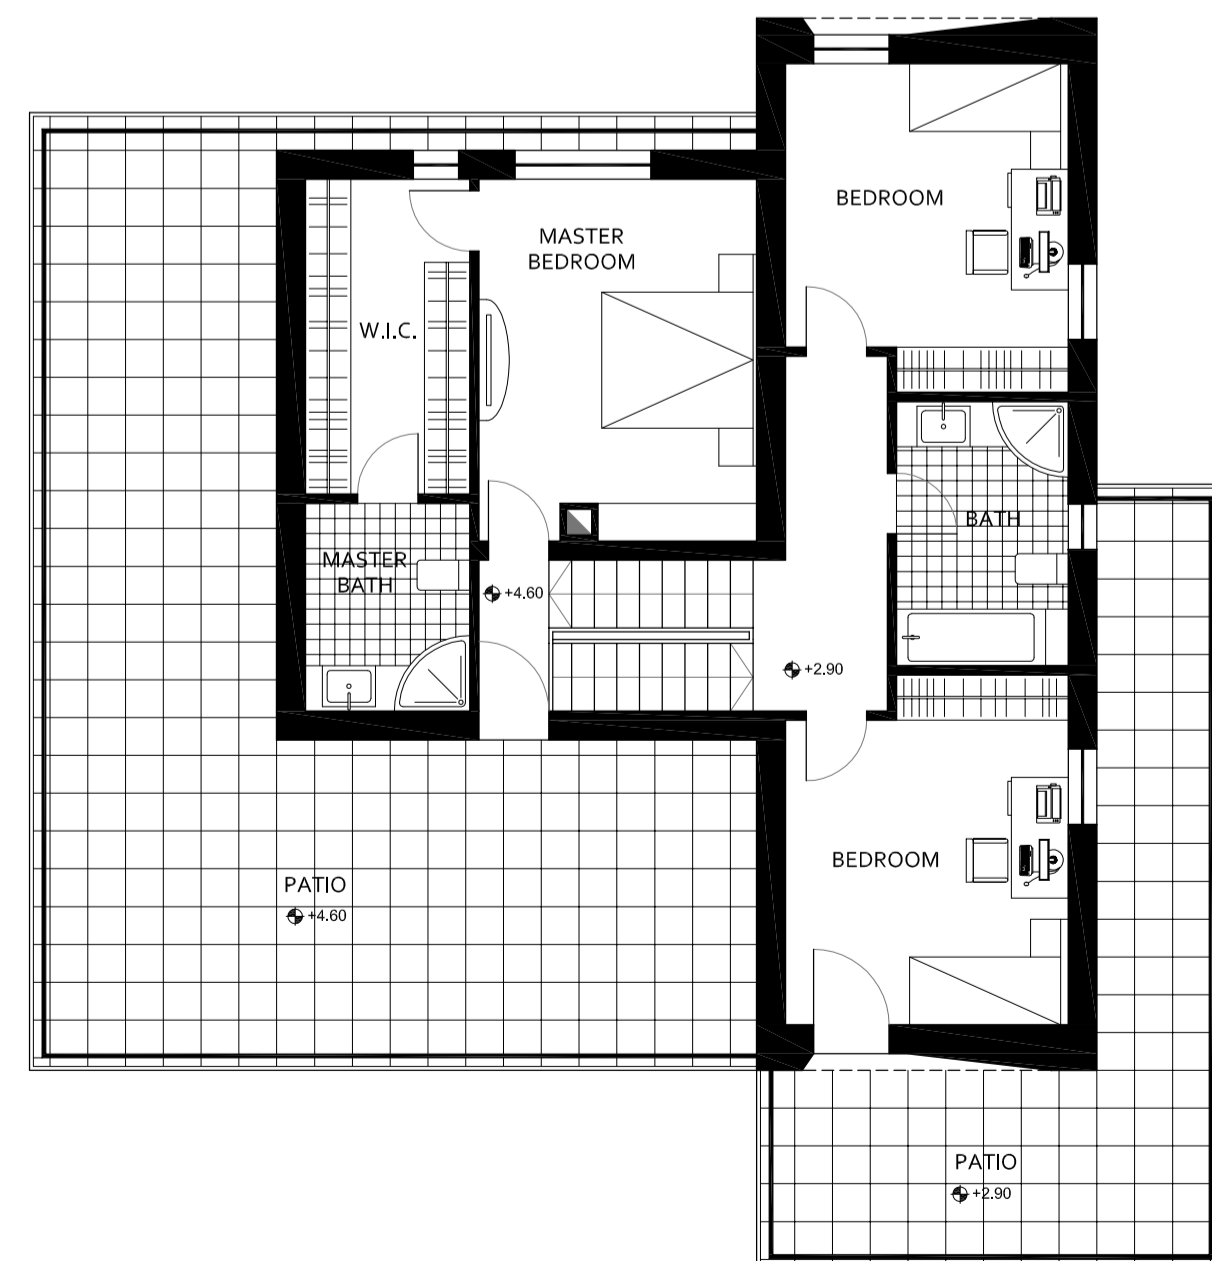 BEDROOM
MASTER
BEDROOM
W.I.C.
BATH
MASTER
BATH
+4.60
+2.90
BEDROOM
PATIO
+4.60
PATIO
+2.90